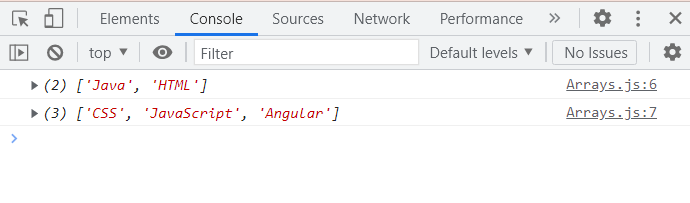 Elements Console Sources Network Performance »
top Filter Default levels No Issues
(2) ['Java', 'HTML'] Arrays.js:6
(3) ['CSS', 'JavaScript', 'Angular'] Arrays.js:7